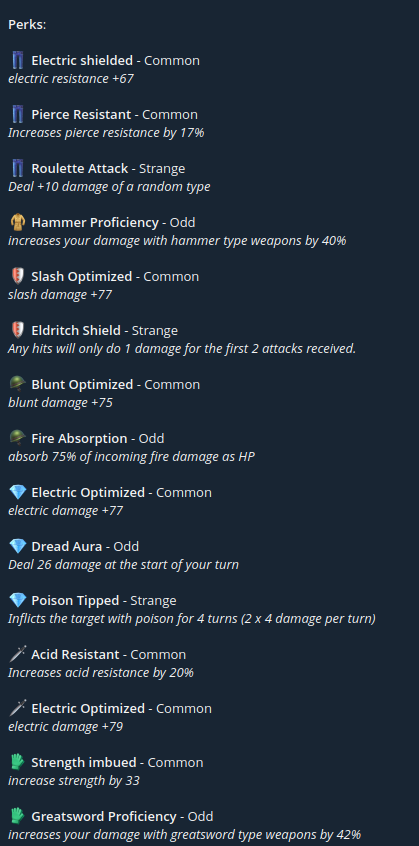 Perks:
Electric shielded - Common
electric resistance +67
Pierce Resistant - Common
Increases pierce resistance by 17%
Roulette Attack - Strange
Deal +10 damage of a random type
Hammer Proficiency - Odd
increases your damage with hammer type weapons by 40%
Slash Optimized - Common
slash damage +77
Eldritch Shield - Strange
Any hits will only do 1 damage for the first 2 attacks received.
Blunt Optimized - Common
blunt damage +75
Fire Absorption - Odd
absorb 75% of incoming fire damage as HP
Electric Optimized - Common
electric damage +77
Dread Aura - Odd
Deal 26 damage at the start of your turn
Poison Tipped - Strange
Inflicts the target with poison for 4 turns (2 x 4 damage per turn)
Acid Resistant - Common
Increases acid resistance by 20%
Electric Optimized - Common
electric damage +79
Strength imbued - Common
increase strength by 33
Greatsword Proficiency - Odd
increases your damage with greatsword type weapons by 42%